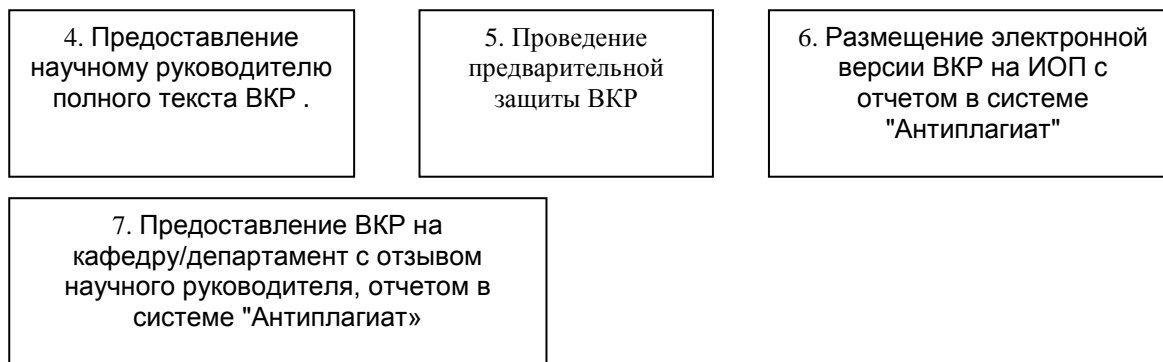 4. Предоставление
научному руководителю
полного текста ВКР .
5. Проведение
предварительной
защиты ВКР
6. Размещение электронной
версии ВКР на ИОП с
отчетом в системе
"Антиплагиат"
7. Предоставление ВКР на
кафедру/департамент с отзывом
научного руководителя, отчетом в
системе "Антиплагиат»